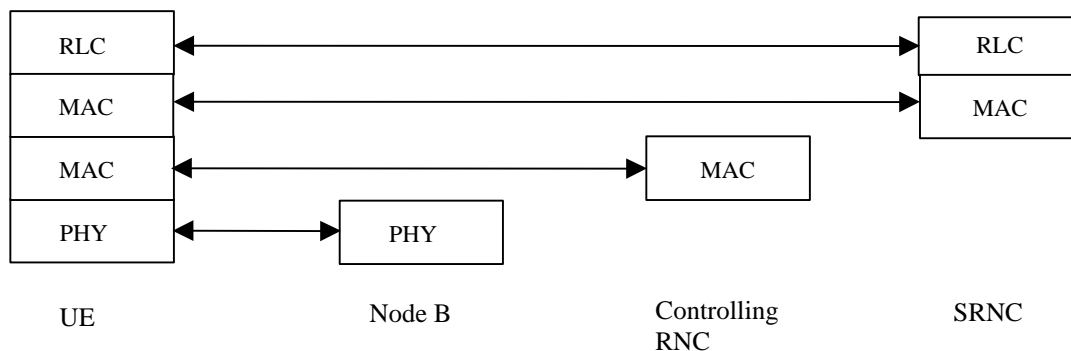 RLC
RLC
MAC
MAC
MAC
MAC
PHY
PHY
UE
Node B
Controlling
RNC
SRNC